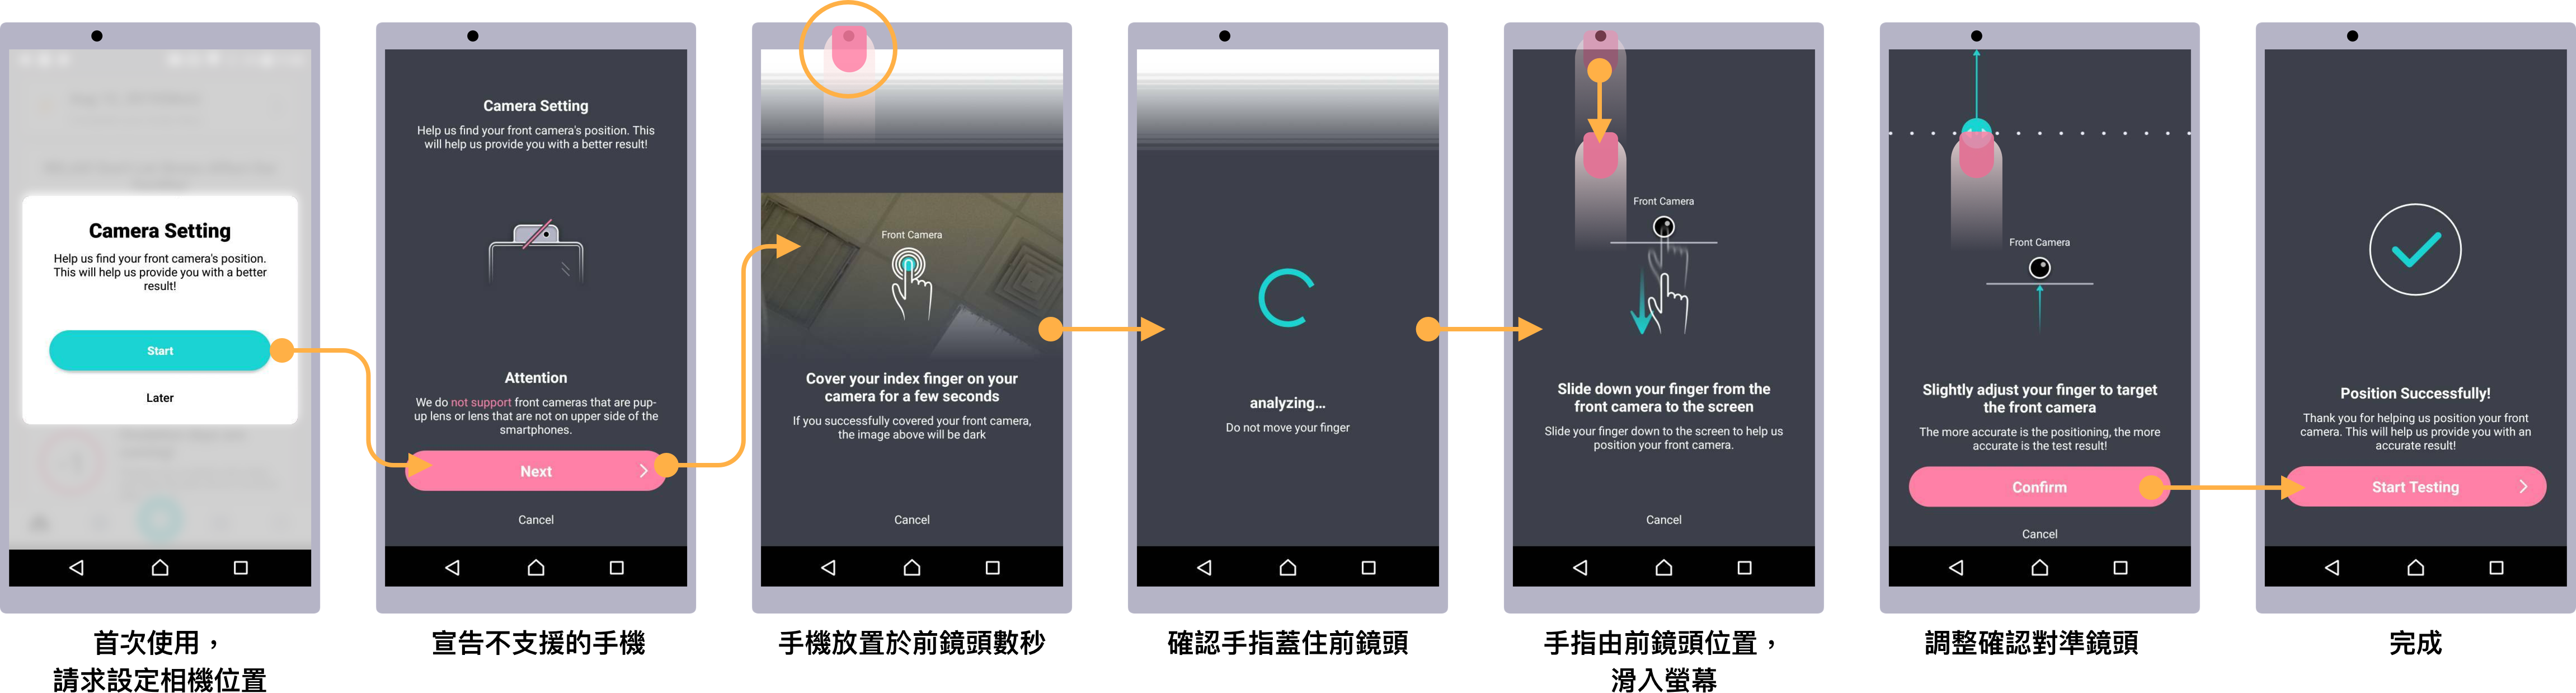 Camera Setting
Help us find your front camera's position.
This will help us provide you with a better
result!
Start
Later
首次使用，
請求設定相機位置
Camera Setting
Help us find your front camera's position. This
will help us provide you with a better result!
Attention
We do not support front cameras that are pup-
up lens or lens that are not on upper side of the
smartphones.
Next
Cancel
宣告不支援的手機
Front Camera
Cover your index finger on your
camera for a few seconds
If you successfully covered your front camera,
the image above will be dark
Cancel
手機放置於前鏡頭數秒
analyzing...
Do not move your finger
確認手指蓋住前鏡頭
Front Camera
Slide down your finger from the
front camera to the screen
Slide your finger down to the screen to help us
position your front camera.
Cancel
手指由前鏡頭位置，
滑入螢幕
Front Camera
Slightly adjust your finger to target
the front camera
The more accurate is the positioning, the more
accurate is the test result!
Confirm
Cancel
調整確認對準鏡頭
Position Successfully!
Thank you for helping us position your front
camera. This will help us provide you with an
accurate result!
Start Testing
完成